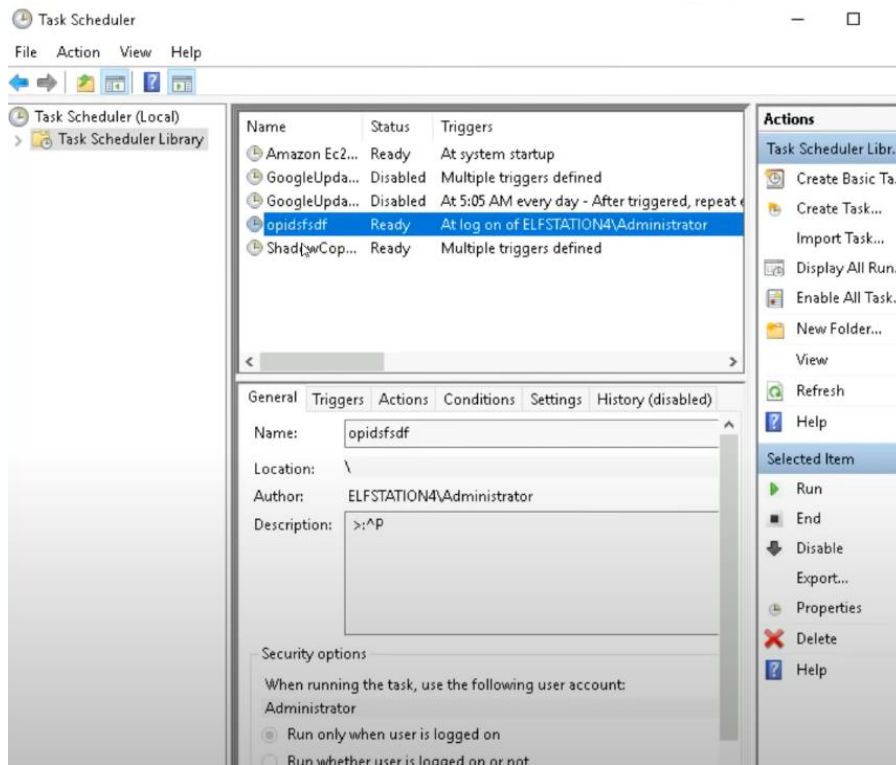 Task Scheduler
File Action View Help
Task Scheduler (Local)
Task Scheduler Library
Name Status Triggers
Amazon Ec2... Ready At system startup
GoogleUpda... Disabled Multiple triggers defined
GoogleUpda... Disabled At 5:05 AM every day - After triggered, repeat e
opidsfsdf Ready At log on of ELFSTATION4\Administrator
ShadowCop... Ready Multiple triggers defined
General Triggers Actions Conditions Settings History (disabled)
Name: opidsfsdf
Location: \
Author: ELFSTATION4\Administrator
Description: >:^P
Security options
When running the task, use the following user account:
Administrator
Run only when user is logged on
Run whether user is logged on or not
Actions
Task Scheduler Libr...
Create Basic Ta...
Create Task...
Import Task...
Display All Run...
Enable All Task...
New Folder...
View
Refresh
Help
Selected Item
Run
End
Disable
Export...
Properties
Delete
Help